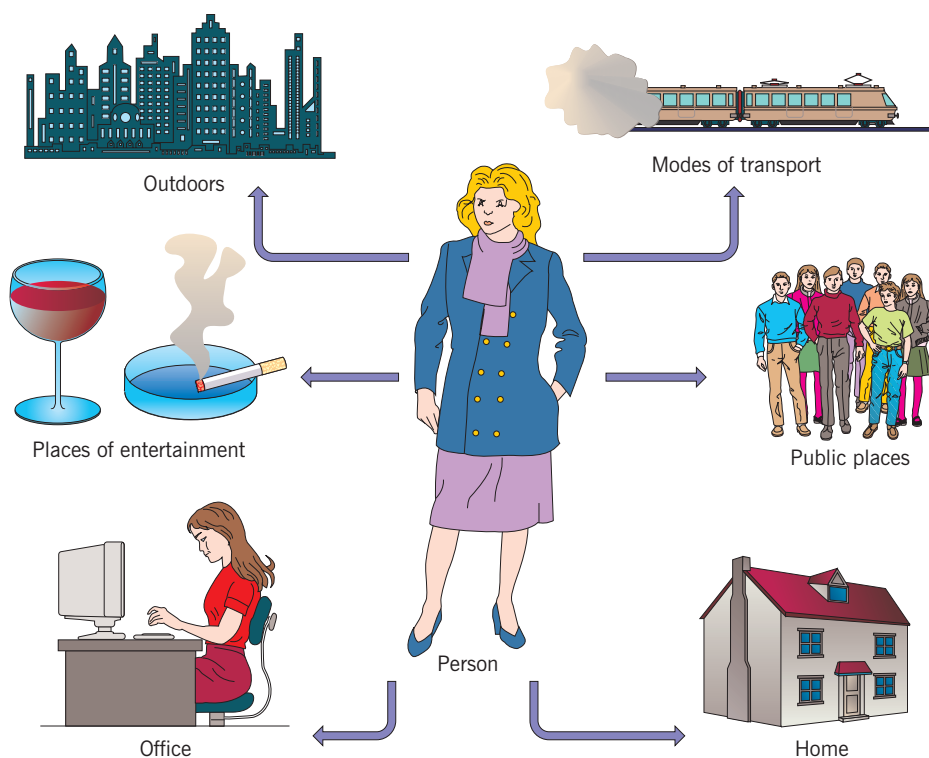 Outdoors
Modes of transport
Places of entertainment
Public places
Person
Office
Home